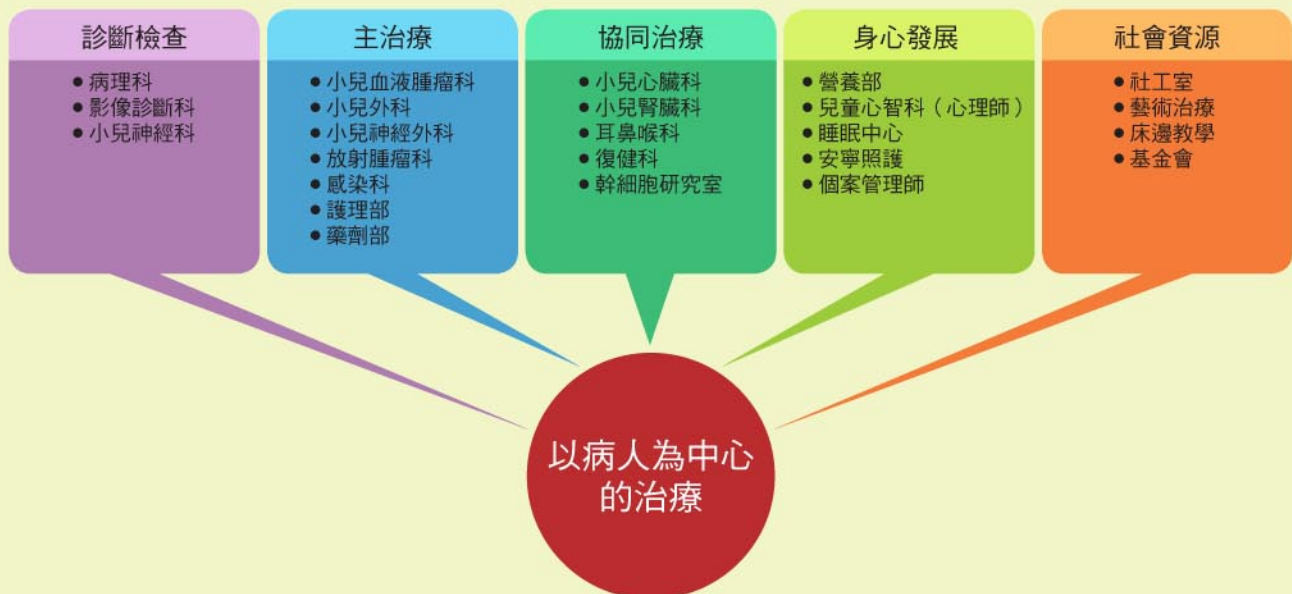 診斷檢查
● 病理科
● 影像診斷科
● 小兒神經科
主治療
● 小兒血液腫瘤科
● 小兒外科
● 小兒神經外科
● 放射腫瘤科
● 感染科
● 護理部
● 藥劑部
協同治療
● 小兒心臟科
● 小兒腎臟科
● 耳鼻喉科
● 復健科
● 幹細胞研究室
身心發展
● 營養部
● 兒童心智科（心理師）
● 睡眠中心
● 安寧照護
● 個案管理師
社會資源
● 社工室
● 藝術治療
● 床邊教學
● 基金會
以病人為中心
的治療